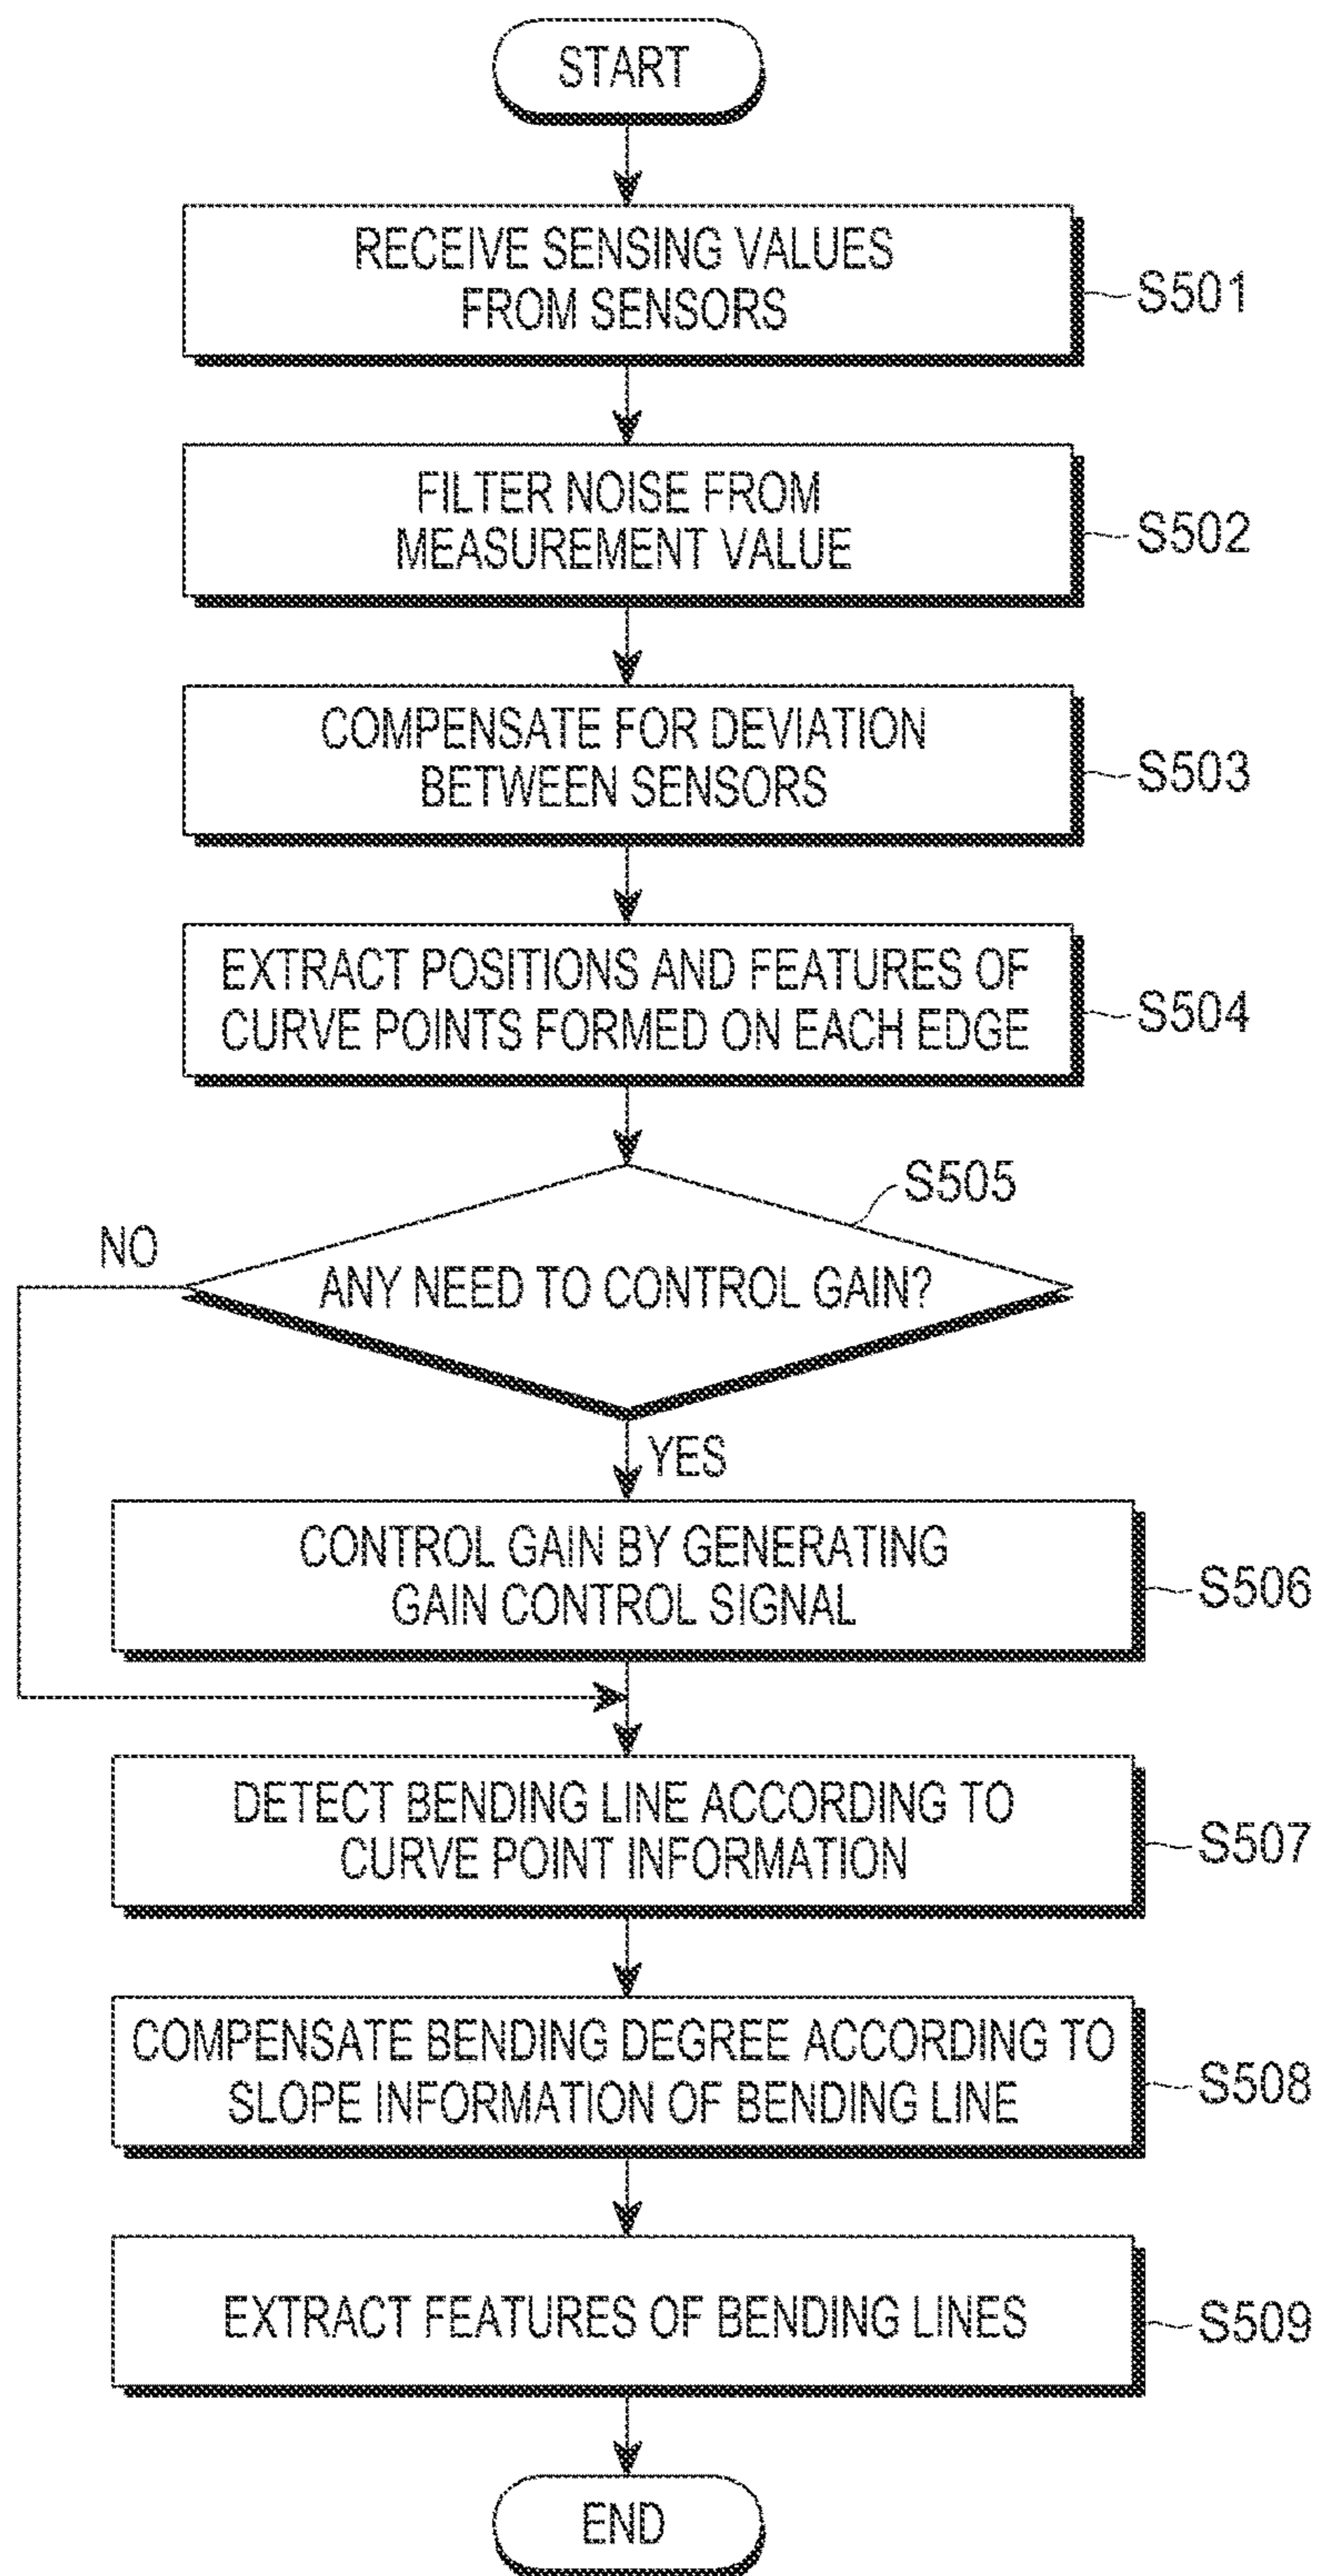 START
RECEIVE SENSING VALUES
FROM SENSORS
S501
FILTER NOISE FROM
MEASUREMENT VALUE
S502
COMPENSATE FOR DEVIATION
BETWEEN SENSORS
S503
EXTRACT POSITIONS AND FEATURES OF
CURVE POINTS FORMED ON EACH EDGE
S504
S505
NO
ANY NEED TO CONTROL GAIN?
YES
CONTROL GAIN BY GENERATING
GAIN CONTROL SIGNAL
S506
DETECT BENDING LINE ACCORDING TO
CURVE POINT INFORMATION
S507
COMPENSATE BENDING DEGREE ACCORDING TO
SLOPE INFORMATION OF BENDING LINE
S508
EXTRACT FEATURES OF BENDING LINES
S509
END